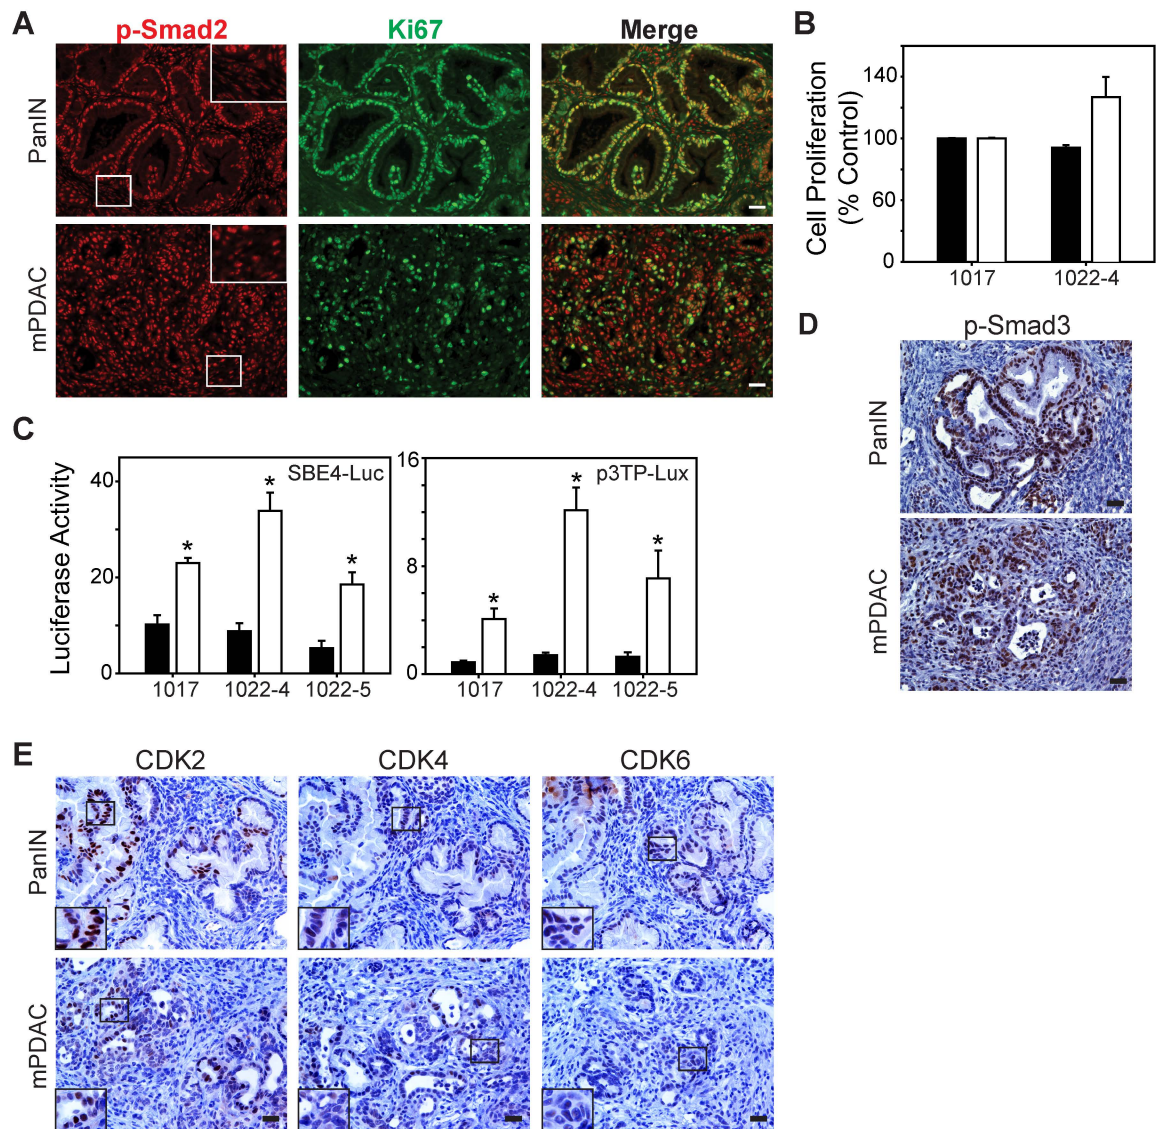 A
p-Smad2
Ki67
Merge
PanIN
mPDAC
B
Cell Proliferation
(% Control)
140
100
60
0
1017
1022-4
C
Luciferase Activity
SBE4-Luc
40
20
0
*
*
*
1017
1022-4
1022-5
p3TP-Lux
16
8
0
*
*
*
1017
1022-4
1022-5
D
p-Smad3
PanIN
mPDAC
E
CDK2
CDK4
CDK6
PanIN
mPDAC